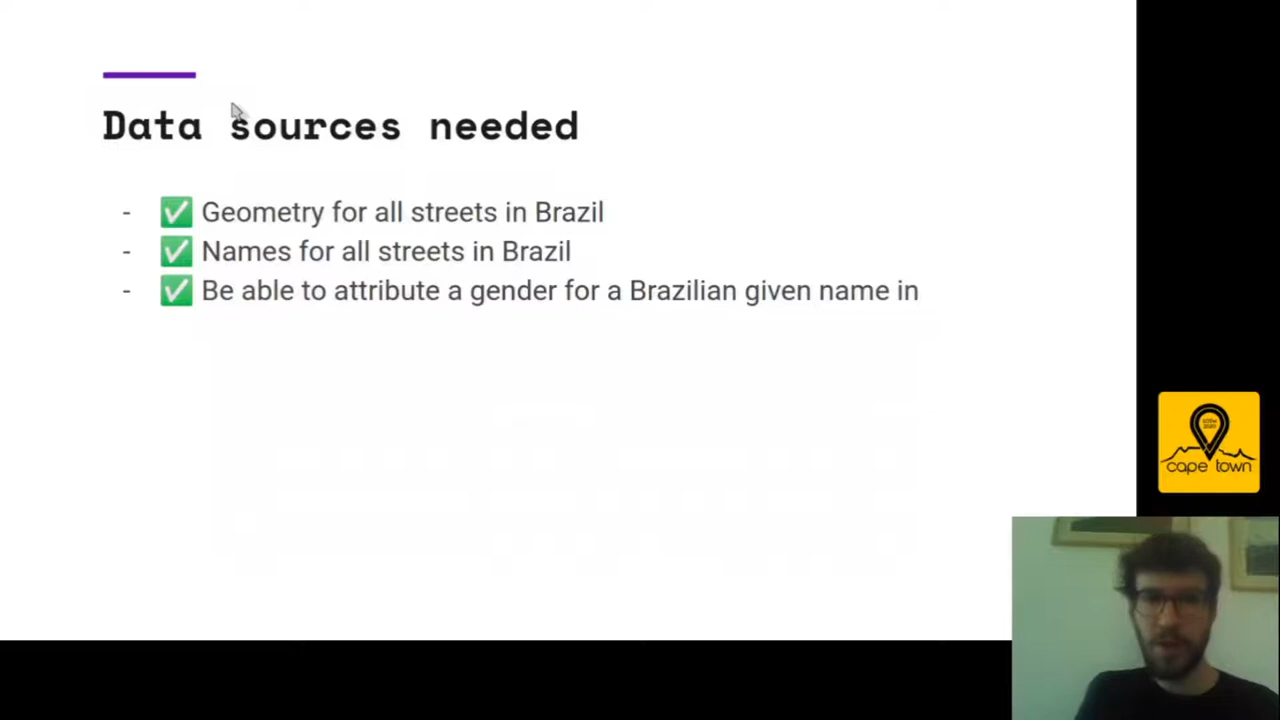 Data sources needed
- ✅ Geometry for all streets in Brazil
- ✅ Names for all streets in Brazil
- ✅ Be able to attribute a gender for a Brazilian given name in
cape town